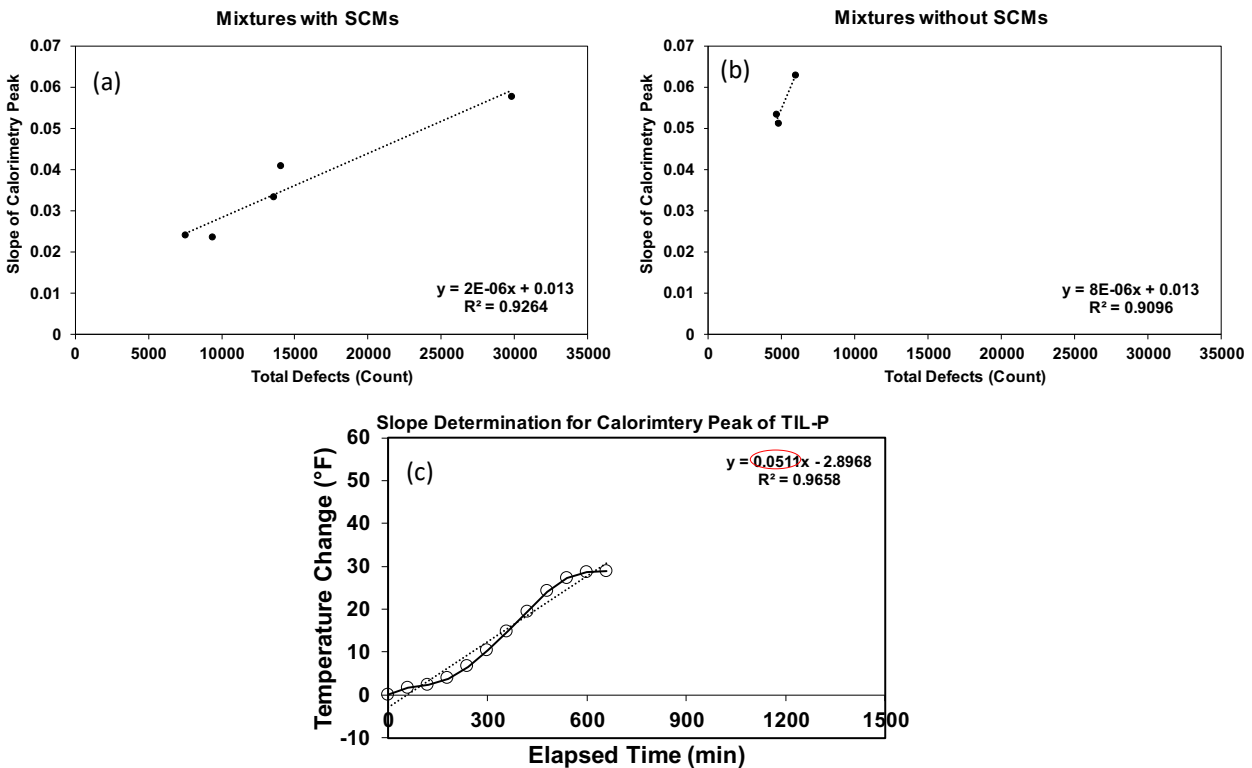 Mixtures with SCMs
0.07
0.06
0.05
0.04
0.03
0.02
0.01
0
Slope of Calorimetry Peak
(a)
y = 2E-06x + 0.013
R² = 0.9264
0 5000 10000 15000 20000 25000 30000 35000
Total Defects (Count)
Mixtures without SCMs
0.07
0.06
0.05
0.04
0.03
0.02
0.01
0
Slope of Calorimetry Peak
(b)
y = 8E-06x + 0.013
R² = 0.9096
0 5000 10000 15000 20000 25000 30000 35000
Total Defects (Count)
Slope Determination for Calorimtery Peak of TIL-P
60
50
40
30
20
10
0
-10
Temperature Change (°F)
(c)
y = 0.0511x - 2.8968
R² = 0.9658
0 300 600 900 1200 1500
Elapsed Time (min)